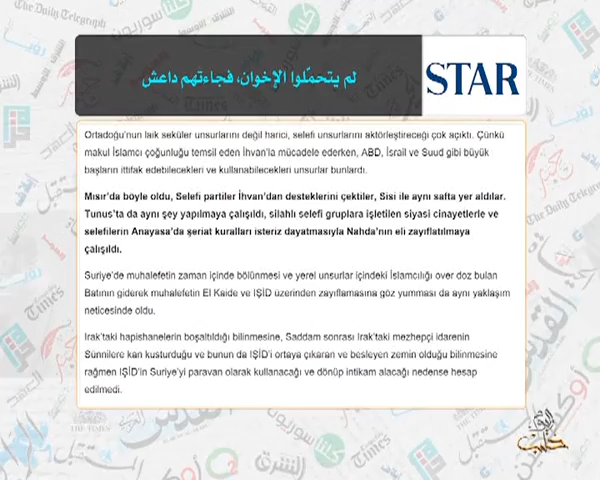 لم يتحمّلوا الإخوان، فجاءتهم داعش
STAR
Ortadoğu'nun laik seküler unsurlarını değil harici, selefi unsurlarını aktörleştireceği çok açıktı. Çünkü
makul İslamcı çoğunluğu temsil eden İhvan'la mücadele ederken, ABD, İsrail ve Suud gibi büyük
başların ittifak edebilecekleri ve kullanabilecekleri unsurlar bunlardı.
Mısır'da böyle oldu, Selefi partiler İhvan'dan desteklerini çektiler, Sisi ile aynı safta yer aldılar.
Tunus'ta da aynı şey yapılmaya çalışıldı, silahlı selefi gruplara işletilen siyasi cinayetlerle ve
selefilerin Anayasa'da şeriat kuralları isteriz dayatmasıyla Nahda'nın eli zayıflatılmaya
çalışıldı.
Suriye'de muhalefetin zaman içinde bölünmesi ve yerel unsurlar içindeki İslamcılığı over doz bulan
Batının giderek muhalefetin El Kaide ve IŞİD üzerinden zayıflamasına göz yumması da aynı yaklaşım
neticesinde oldu.
Irak'taki hapishanelerin boşaltıldığı bilinmesine, Saddam sonrası Irak'taki mezhepçi idarenin
Sünnilere kan kusturduğu ve bunun da IŞİD'i ortaya çıkaran ve besleyen zemin olduğu bilinmesine
rağmen IŞİD'in Suriye'yi paravan olarak kullanacağı ve dönüp intikam alacağı nedense hesap
edilmedi.